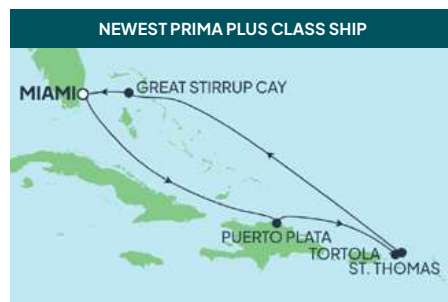 NEWEST PRIMA PLUS CLASS SHIP
GREAT STIRRUP CAY
MIAMI
PUERTO PLATA
TORTOLA
ST. THOMAS